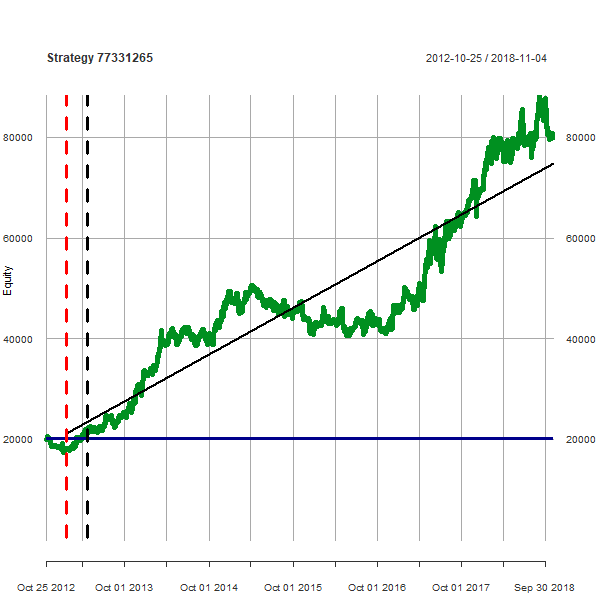 Strategy 77331265
2012-10-25 / 2018-11-04
80000
80000
60000
60000
Equity
40000
40000
20000
20000
Oct 25 2012
Oct 01 2013
Oct 01 2014
Oct 01 2015
Oct 01 2016
Oct 01 2017
Sep 30 2018